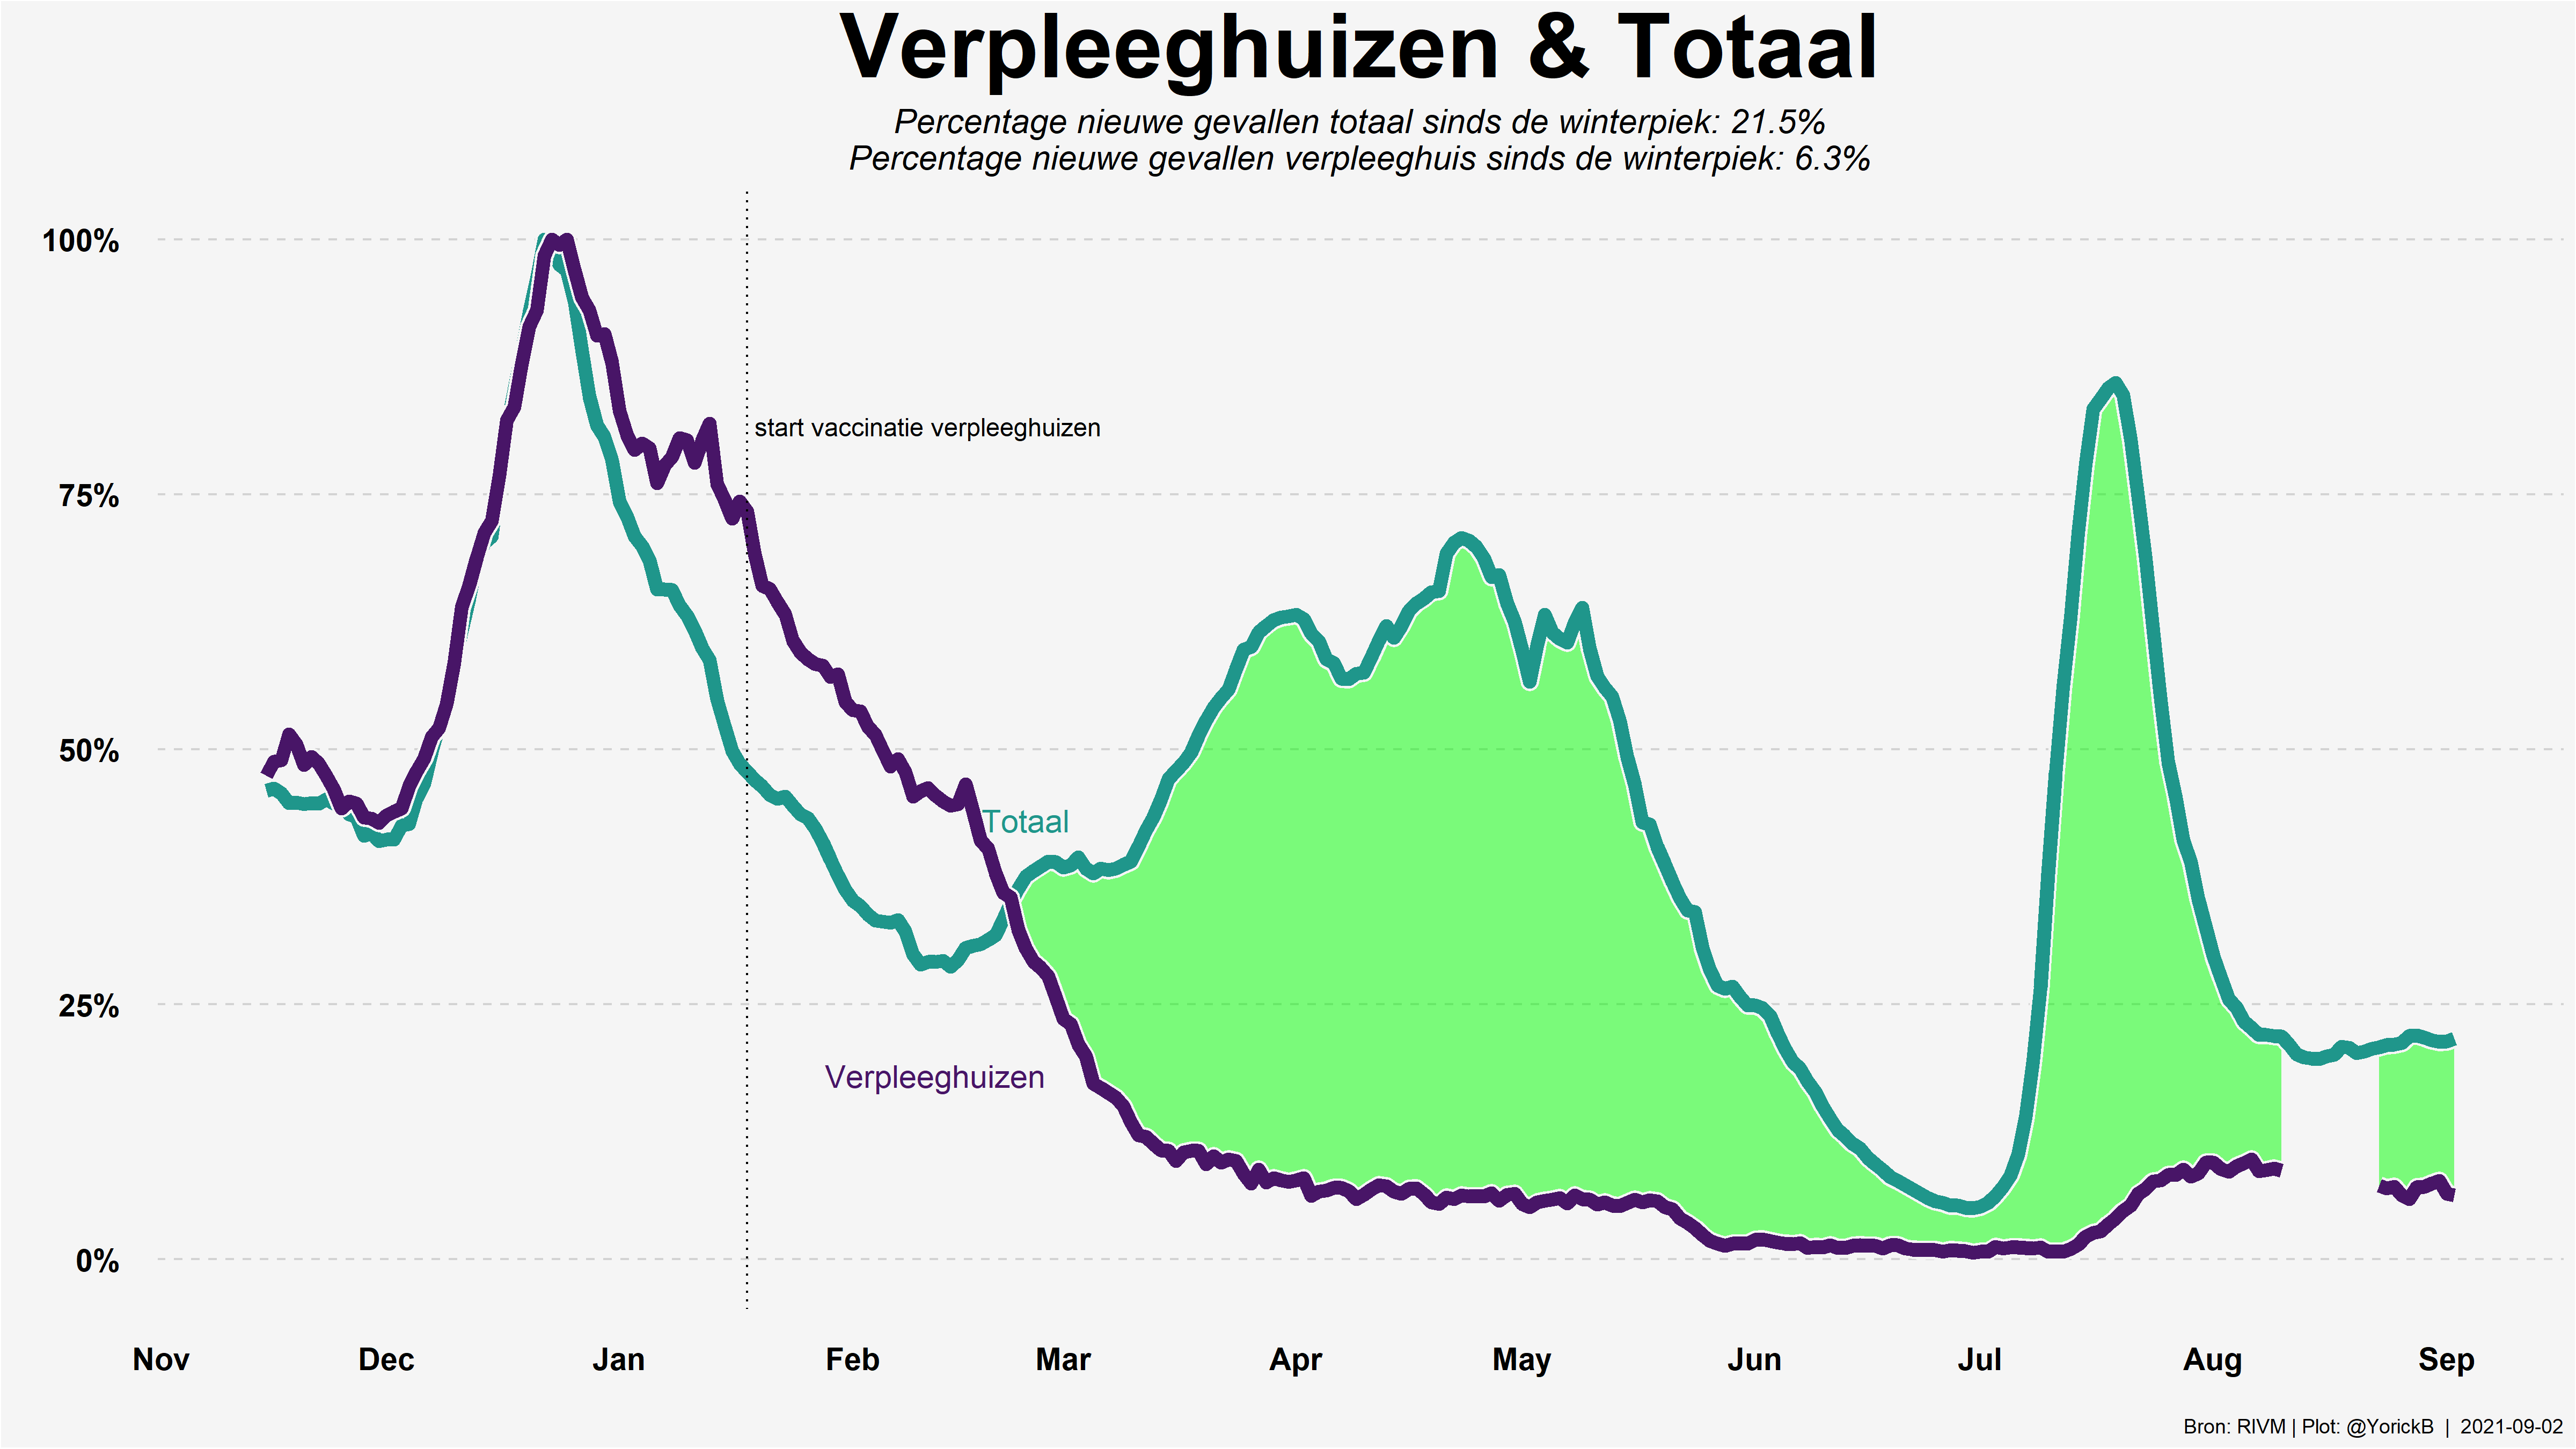 Verpleeghuizen & Totaal
Percentage nieuwe gevallen totaal sinds de winterpiek: 21.5%
Percentage nieuwe gevallen verpleeghuis sinds de winterpiek: 6.3%
100%
start vaccinatie verpleeghuizen
75%
50%
Totaal
25%
Verpleeghuizen
0%
Nov Dec Jan Feb Mar Apr May Jun Jul Aug Sep
Bron: RIVM | Plot: @YorickB | 2021-09-02